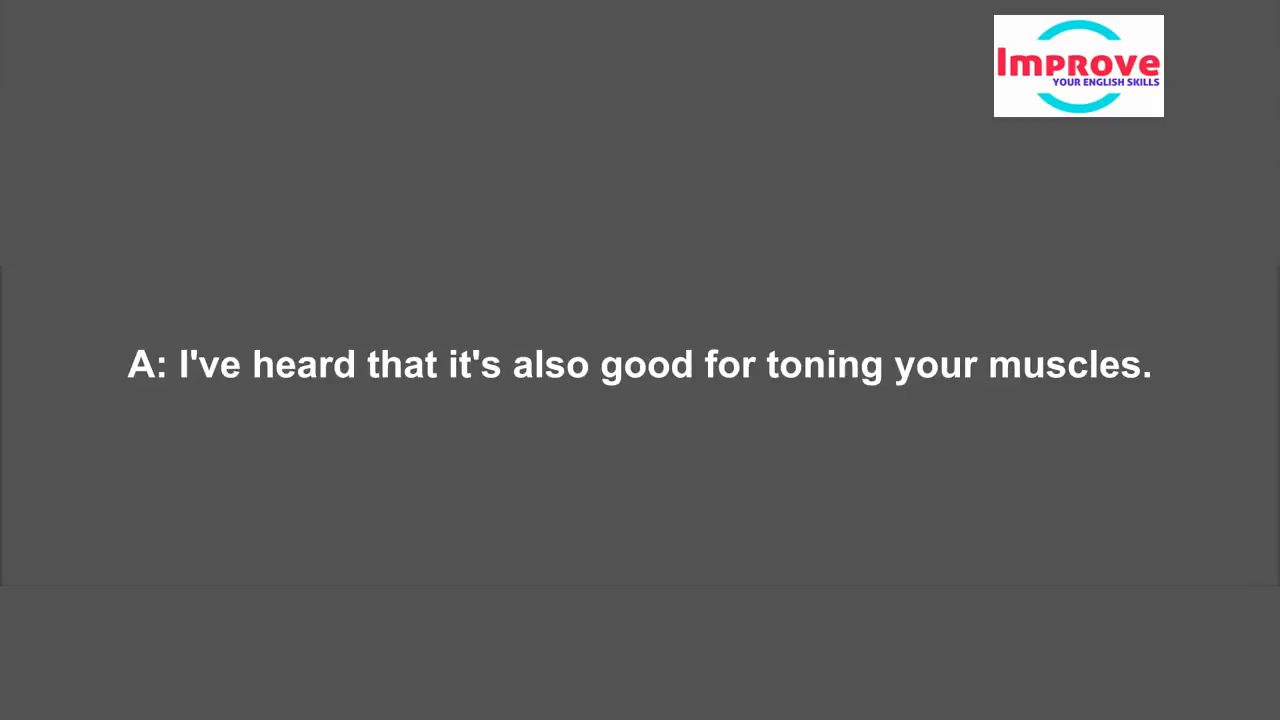 Improve
YOUR ENGLISH SKILLS
A: I've heard that it's also good for toning your muscles.